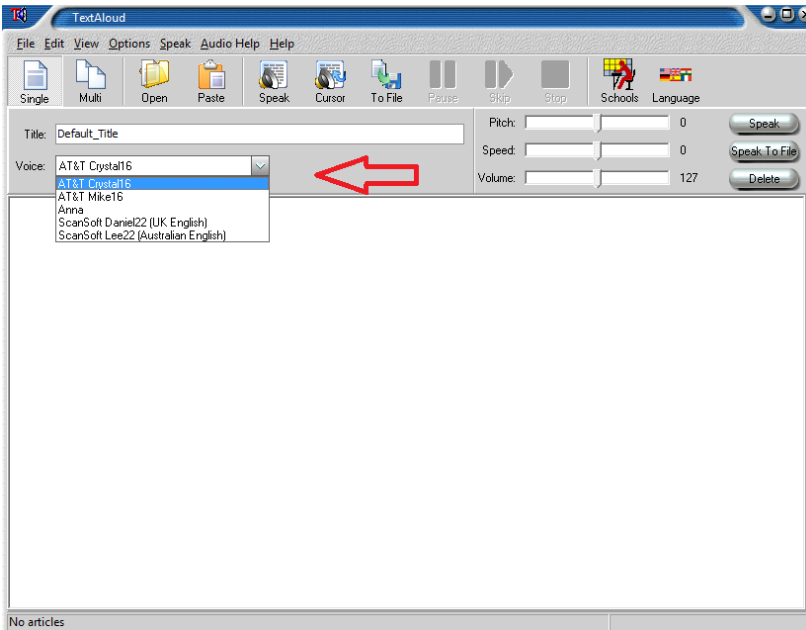 TextAloud
File Edit View Options Speak Audio Help Help
Single Multi Open Paste Speak Cursor To File Pause Skip Stop Schools Language
Title: Default_Title
Voice: AT&T Crystal16
AT&T Crystal16
AT&T Mike16
Anna
ScanSoft Daniel22 (UK English)
ScanSoft Lee22 (Australian English)
Pitch: 0
Speed: 0
Volume: 127
Speak
Speak To File
Delete
No articles